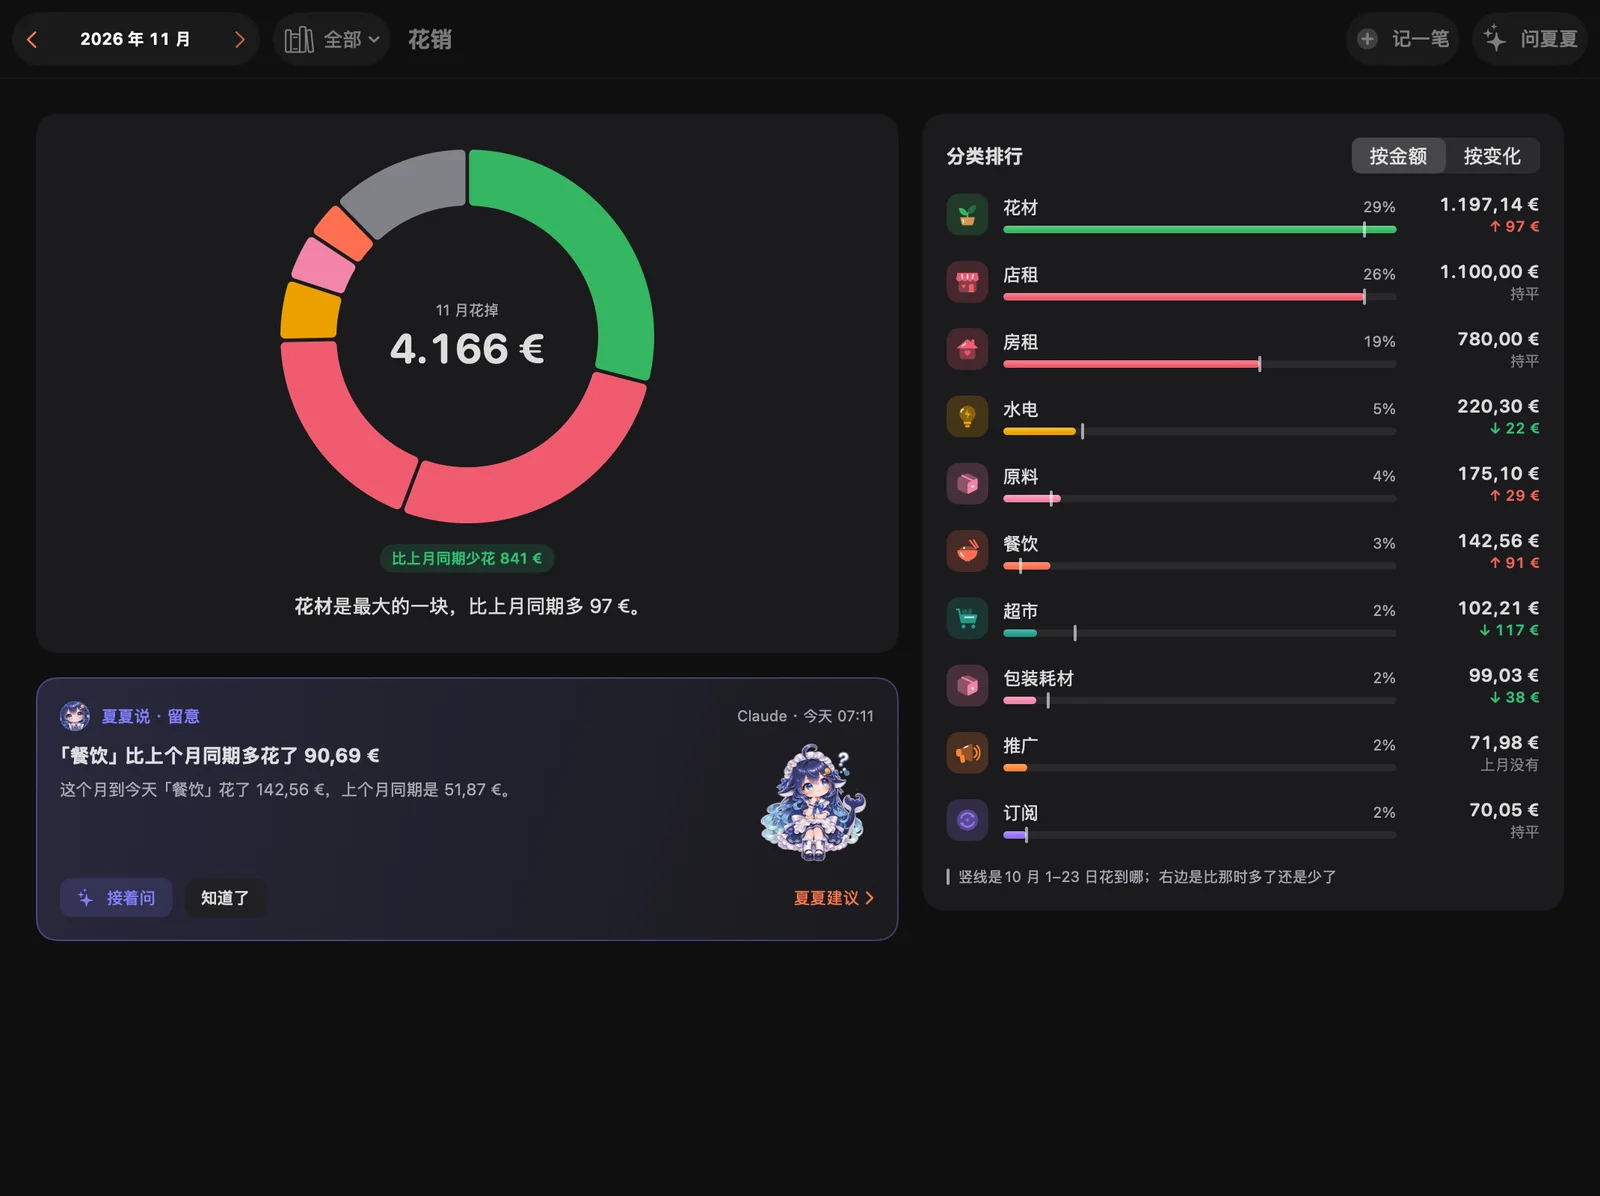 2026 年 11 月
全部
花销
记一笔
问夏夏
11 月花掉
4.166 €
比上月同期少花 841 €
花材是最大的一块，比上月同期多 97 €。
夏夏说 · 留意
Claude · 今天 07:11
「餐饮」比上个月同期多花了 90,69 €
这个月到今天「餐饮」花了 142,56 €，上个月同期是 51,87 €。
?
接着问
知道了
夏夏建议
分类排行
按金额
按变化
花材
29%
1.197,14 €
↑ 97 €
店租
26%
1.100,00 €
持平
房租
19%
780,00 €
持平
水电
5%
220,30 €
↓ 22 €
原料
4%
175,10 €
↑ 29 €
餐饮
3%
142,56 €
↑ 91 €
超市
2%
102,21 €
↓ 117 €
包装耗材
2%
99,03 €
↓ 38 €
推广
2%
71,98 €
上月没有
订阅
2%
70,05 €
持平
竖线是 10 月 1–23 日花到哪；右边是比那时多了还是少了